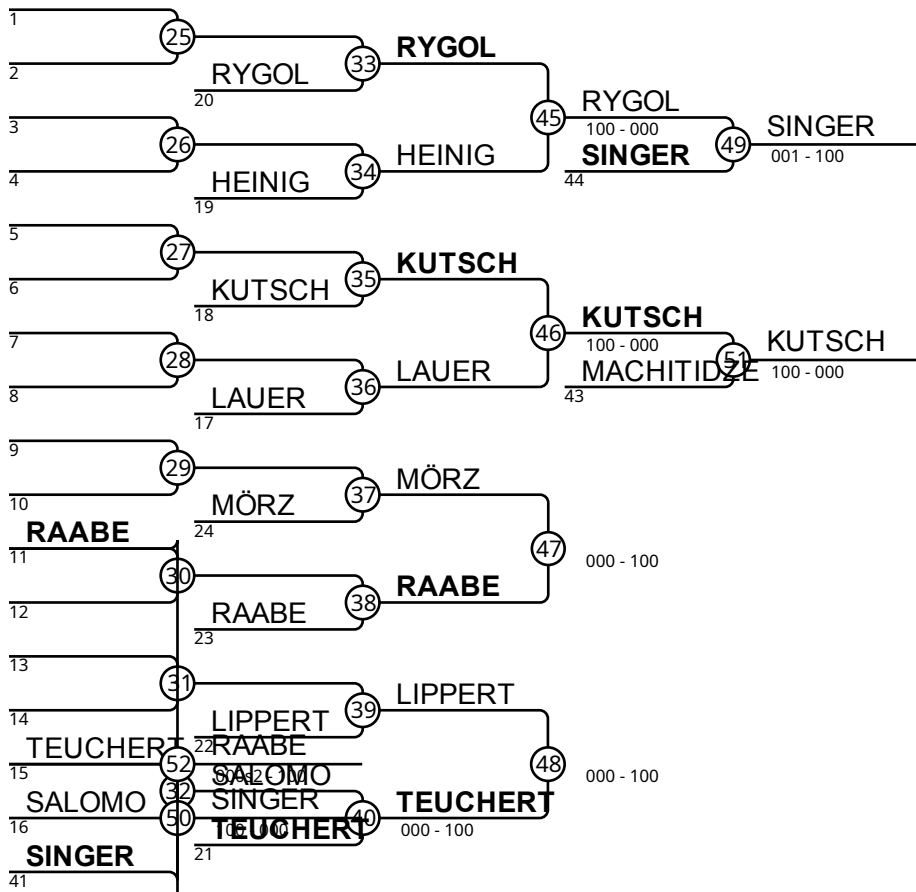 1
25
RYGOL
2
RYGOL
33
20
RYGOL
45
100 - 000
SINGER
3
26
HEINIG
49
001 - 100
4
HEINIG
34
SINGER
19
44
5
27
KUTSCH
6
KUTSCH
35
18
KUTSCH
46
100 - 000
KUTSCH
7
28
LAUER
51
100 - 000
8
LAUER
36
MACHITIDZE
17
43
9
29
MÖRZ
10
MÖRZ
37
24
RAABE
11
47
000 - 100
30
RAABE
12
RAABE
38
23
13
31
LIPPERT
14
LIPPERT
39
22
TEUCHERT
RAABE
15
52
000s2 - 100
48
000 - 100
SALOMO
32
SALOMO
SINGER
TEUCHERT
16
50
100 - 000
40
000 - 100
TEUCHERT
21
SINGER
41